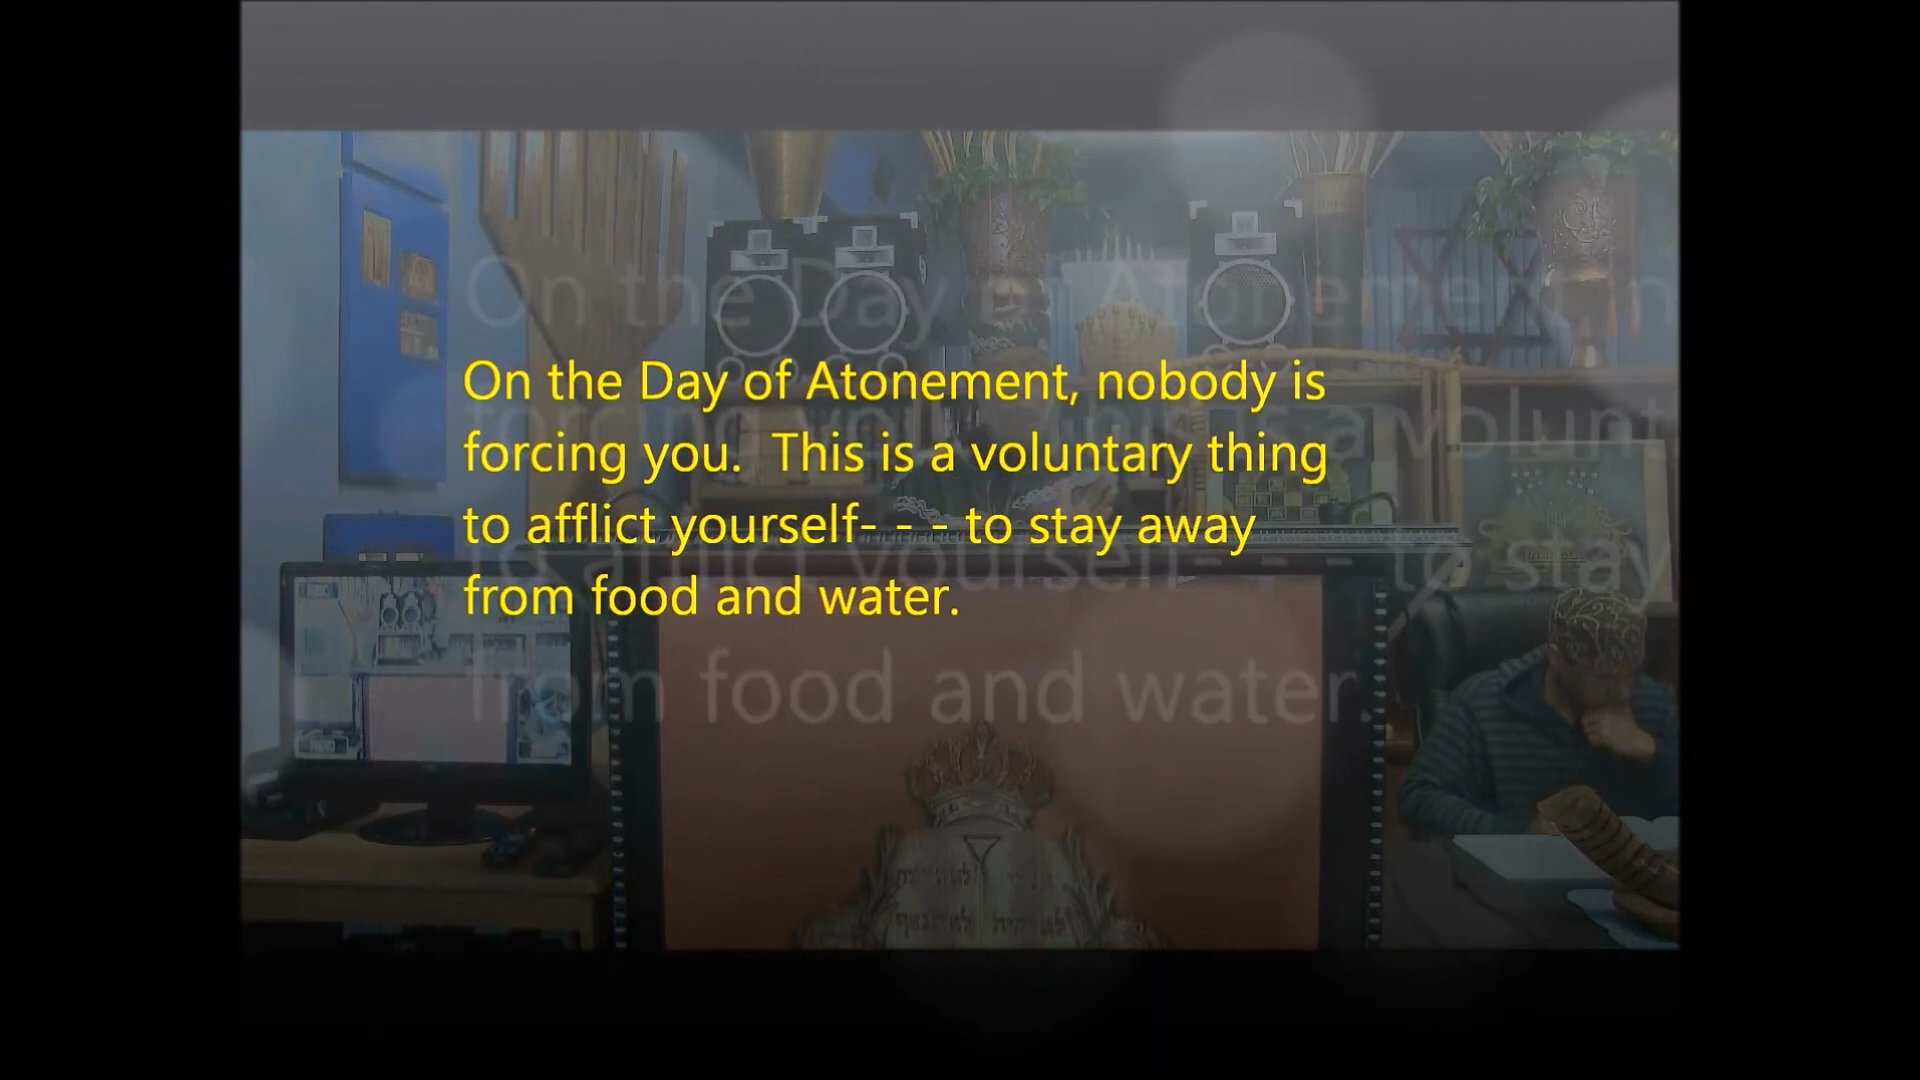 On the Day of Atonement, nobody is
forcing you.  This is a voluntary thing
to afflict yourself- - - to stay away
from food and water.